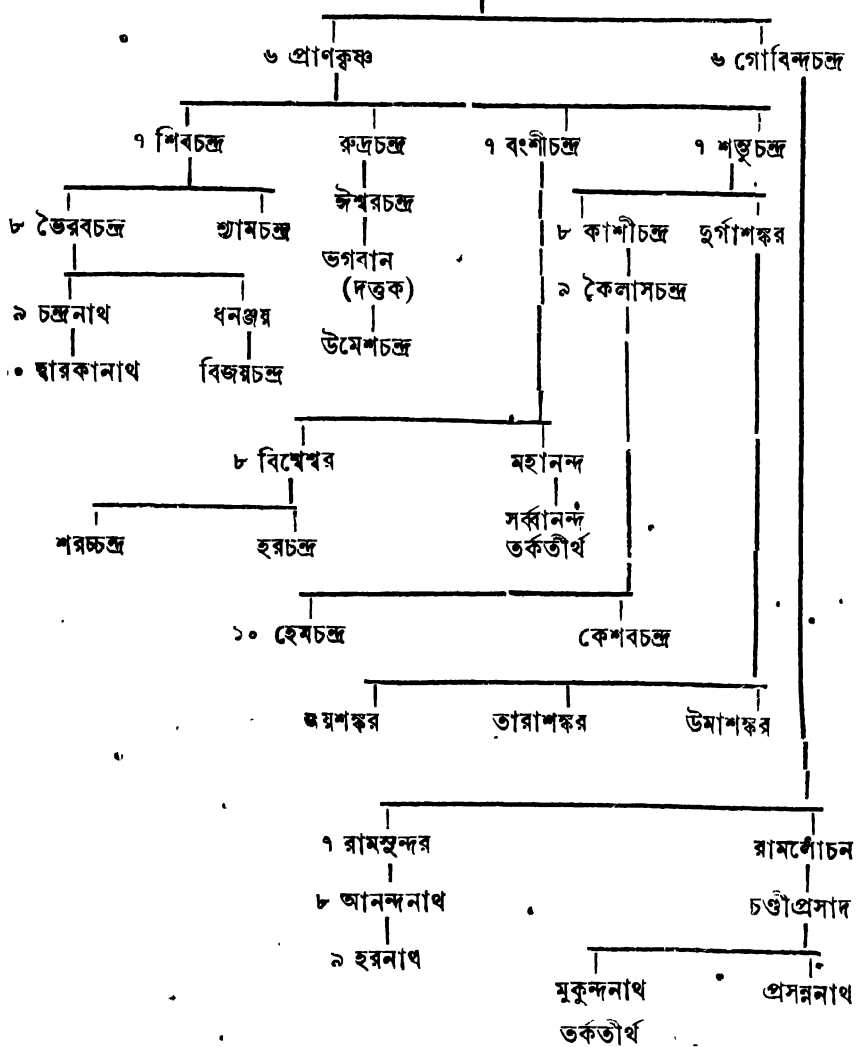 ৬ প্রাণকৃষ্ণ ৬ গোবিন্দচন্দ্র
৭ শিবচন্দ্র রুদ্রচন্দ্র ৭ বংশীচন্দ্র ৭ শম্ভুচন্দ্র
ঈশ্বরচন্দ্র
৮ ভৈরবচন্দ্র শ্যামচন্দ্র ৮ কাশীচন্দ্র দুর্গাশঙ্কর
ভগবান
(দত্তক) ৯ কৈলাসচন্দ্র
৯ চন্দ্রনাথ ধনঞ্জয়
উমেশচন্দ্র
০ দ্বারকানাথ বিজয়চন্দ্র
৮ বিশ্বেশ্বর মহানন্দ
সর্ব্বানন্দ
শরচ্চন্দ্র হরচন্দ্র তর্কতীর্থ
১০ হেমচন্দ্র কেশবচন্দ্র
জয়শঙ্কর তারাশঙ্কর উমাশঙ্কর
৭ রামসুন্দর রামলোচন
৮ আনন্দনাথ চণ্ডীপ্রসাদ
৯ হরনাথ
মুকুন্দনাথ প্রসন্ননাথ
তর্কতীর্থ